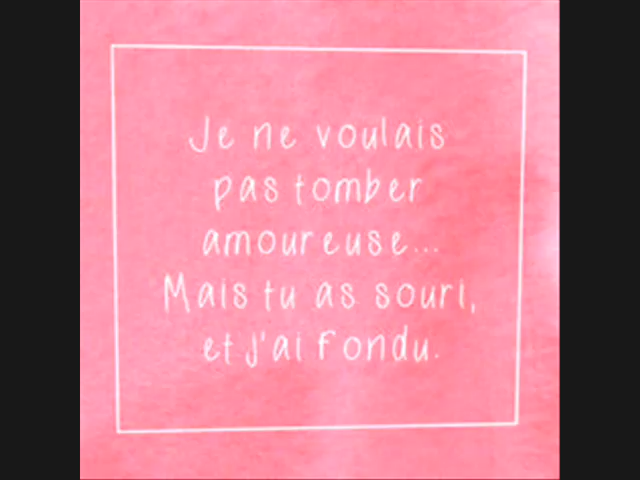 Je ne voulais
pas tomber
amoureuse...
Mais tu as souri,
et j'ai fondu.